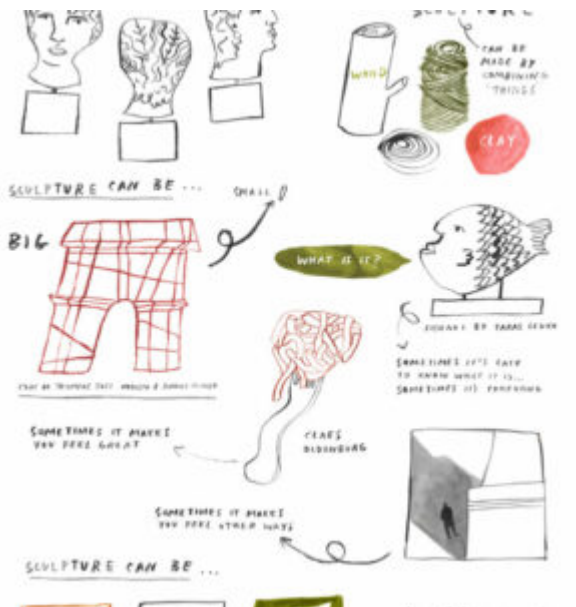 SCULPTURE
CAN BE
MADE BY
COMBINING
"THINGS"
WOOD
CLAY
SCULPTURE CAN BE ...
SMALL
BIG
WHAT IS IT?
SOMETIMES IT'S SAFE
TO KNOW WHAT IT IS...
SOMETIMES IT'S CONFUSING
SOMETIMES IT MAKES
YOU FEEL GREAT
CLAES
OLDENBURG
SOMETIMES IT MAKES
YOU FEEL OTHER WAYS
SCULPTURE CAN BE ...